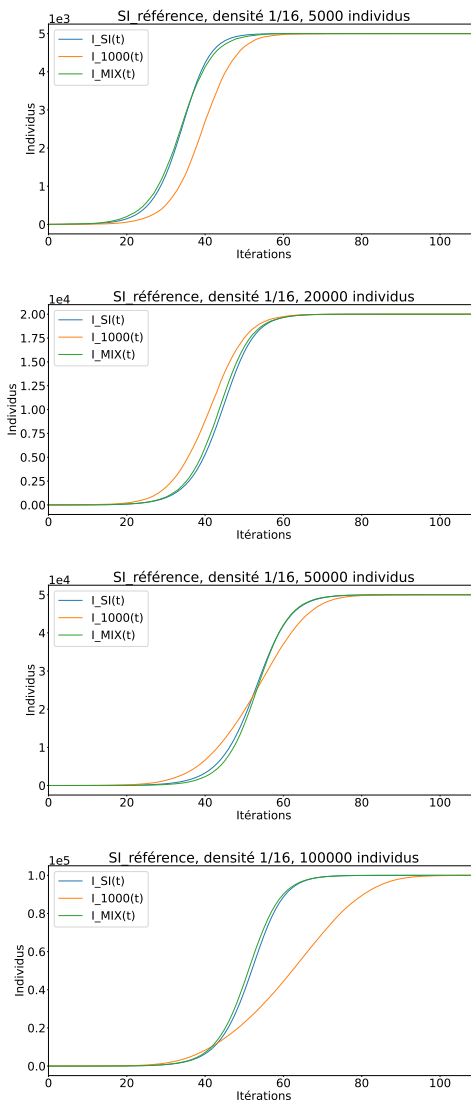 SI_référence, densité 1/16, 5000 individus
1e3
I_SI(t)
I_1000(t)
I_MIX(t)
Individus
5
4
3
2
1
0
0 20 40 60 80 100
Itérations
SI_référence, densité 1/16, 20000 individus
1e4
I_SI(t)
I_1000(t)
I_MIX(t)
Individus
2.00
1.75
1.50
1.25
1.00
0.75
0.50
0.25
0.00
0 20 40 60 80 100
Itérations
SI_référence, densité 1/16, 50000 individus
1e4
I_SI(t)
I_1000(t)
I_MIX(t)
Individus
5
4
3
2
1
0
0 20 40 60 80 100
Itérations
SI_référence, densité 1/16, 100000 individus
1e5
I_SI(t)
I_1000(t)
I_MIX(t)
Individus
1.0
0.8
0.6
0.4
0.2
0.0
0 20 40 60 80 100
Itérations